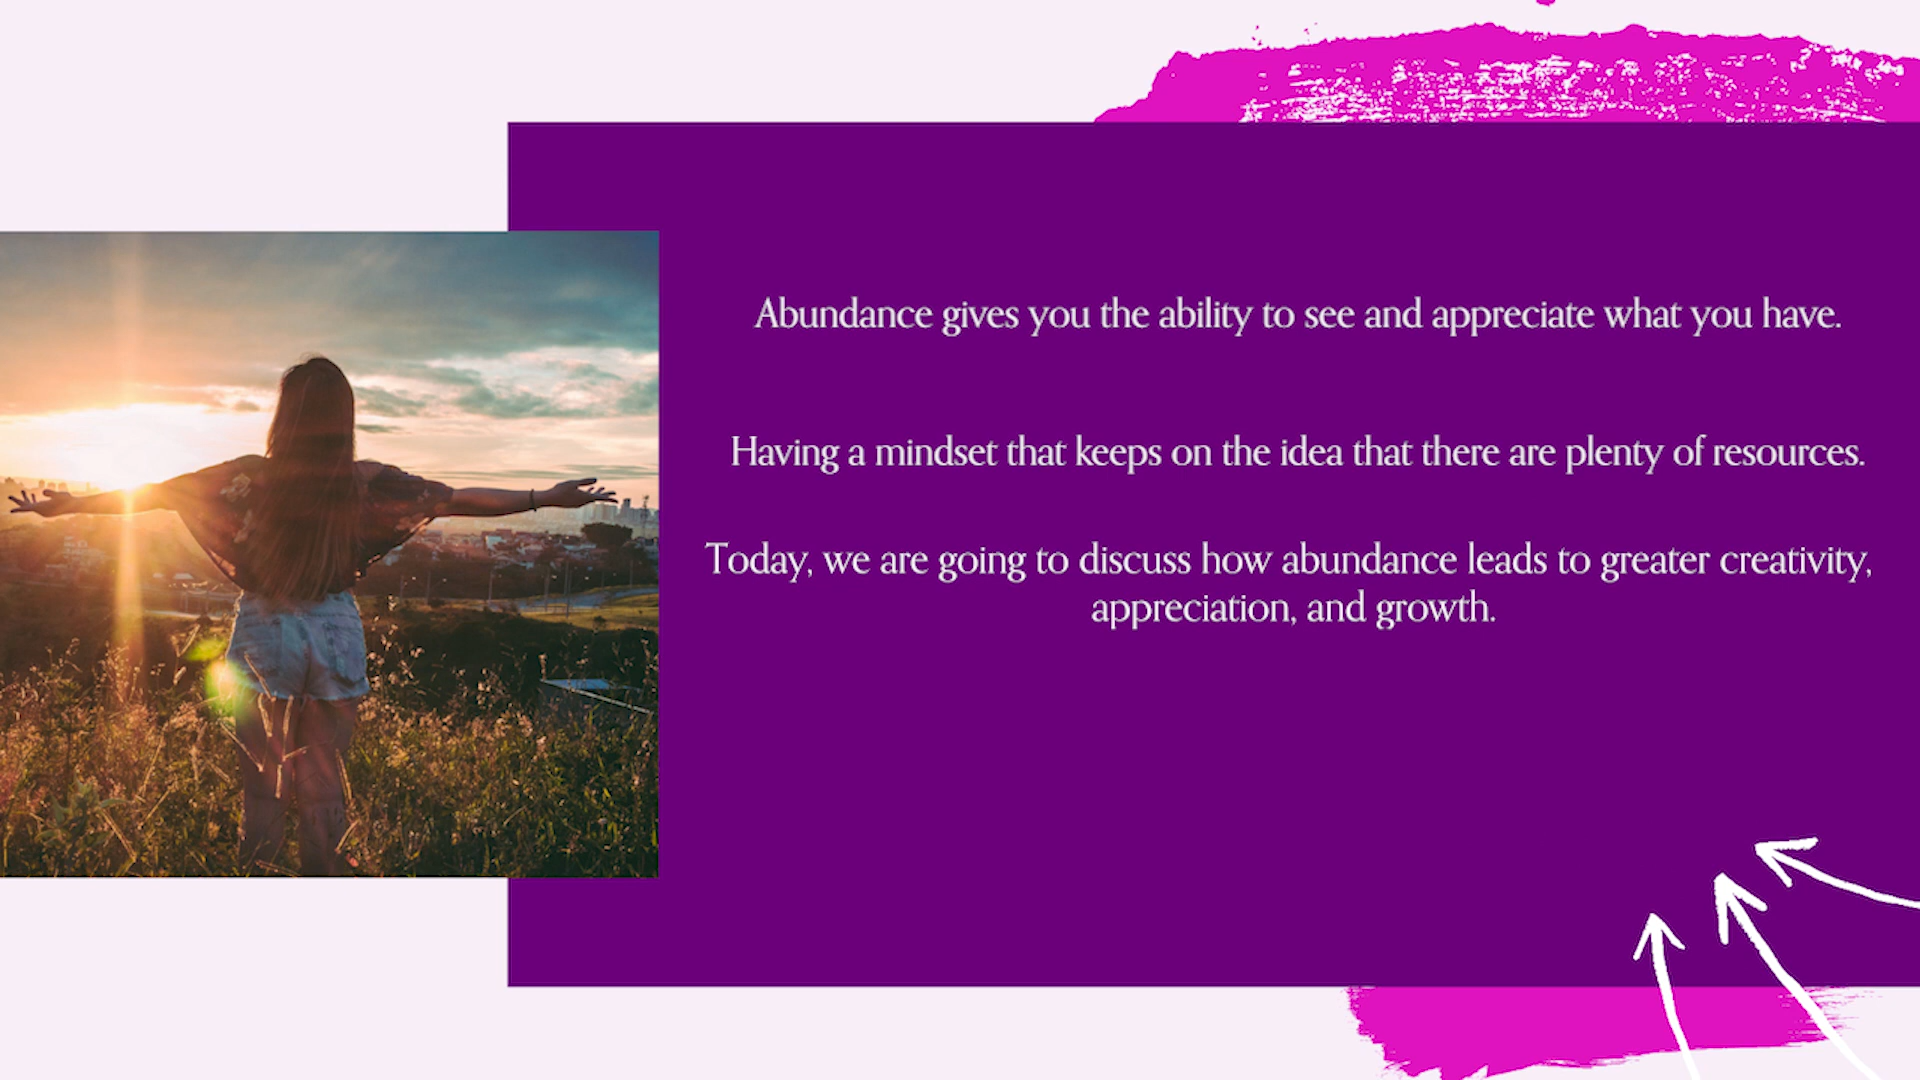 Abundance gives you the ability to see and appreciate what you have.
Having a mindset that keeps on the idea that there are plenty of resources.
Today, we are going to discuss how abundance leads to greater creativity,
appreciation, and growth.